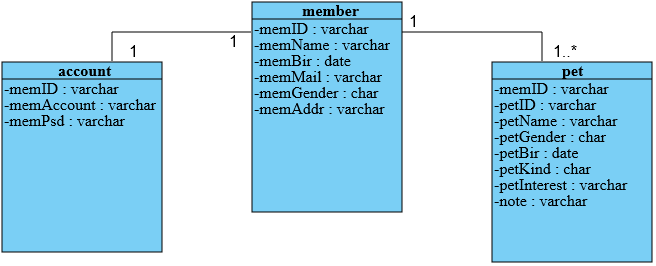 member
-memID : varchar
-memName : varchar
-memBir : date
-memMail : varchar
-memGender : char
-memAddr : varchar
1
1
account
-memID : varchar
-memAccount : varchar
-memPsd : varchar
1
1..*
pet
-memID : varchar
-petID : varchar
-petName : varchar
-petGender : char
-petBir : date
-petKind : char
-petInterest : varchar
-note : varchar